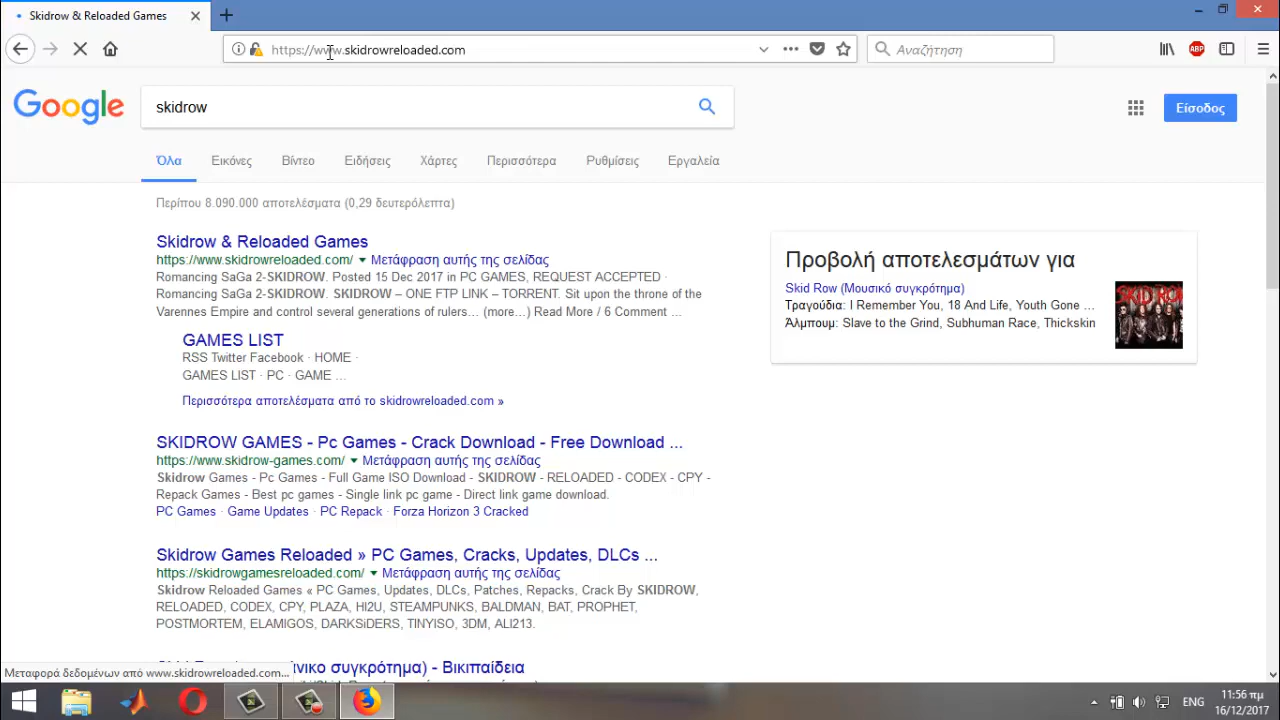 Skidrow & Reloaded Games
https://www.skidrowreloaded.com
Αναζήτηση
ABP
Google
skidrow
Είσοδος
Όλα Εικόνες Βίντεο Ειδήσεις Χάρτες Περισσότερα Ρυθμίσεις Εργαλεία
Περίπου 8.090.000 αποτελέσματα (0,29 δευτερόλεπτα)
Skidrow & Reloaded Games
https://www.skidrowreloaded.com/ Μετάφραση αυτής της σελίδας
Romancing SaGa 2-SKIDROW. Posted 15 Dec 2017 in PC GAMES, REQUEST ACCEPTED ·
Romancing SaGa 2-SKIDROW. SKIDROW – ONE FTP LINK – TORRENT. Sit upon the throne of the
Varennes Empire and control several generations of rulers... (more...) Read More / 6 Comment ...
GAMES LIST
RSS Twitter Facebook · HOME ·
GAMES LIST · PC · GAME ...
Περισσότερα αποτελέσματα από το skidrowreloaded.com »
SKIDROW GAMES - Pc Games - Crack Download - Free Download ...
https://www.skidrow-games.com/ Μετάφραση αυτής της σελίδας
Skidrow Games - Pc Games - Full Game ISO Download - SKIDROW - RELOADED - CODEX - CPY -
Repack Games - Best pc games - Single link pc game - Direct link game download.
PC Games · Game Updates · PC Repack · Forza Horizon 3 Cracked
Skidrow Games Reloaded » PC Games, Cracks, Updates, DLCs ...
https://skidrowgamesreloaded.com/ Μετάφραση αυτής της σελίδας
Skidrow Reloaded Games « PC Games, Updates, DLCs, Patches, Repacks, Crack By SKIDROW,
RELOADED, CODEX, CPY, PLAZA, HI2U, STEAMPUNKS, BALDMAN, BAT, PROPHET,
POSTMORTEM, ELAMIGOS, DARKSiDERS, TINYISO, 3DM, ALI213.
συγκρότημα) - Βικιπαίδεια
Προβολή αποτελεσμάτων για
Skid Row (Μουσικό συγκρότημα)
Τραγούδια: I Remember You, 18 And Life, Youth Gone ...
Άλμπουμ: Slave to the Grind, Subhuman Race, Thickskin
SKID ROW
Μεταφορά δεδομένων από www.skidrowreloaded.com...
ΕΝΓ
11:56 πμ
16/12/2017